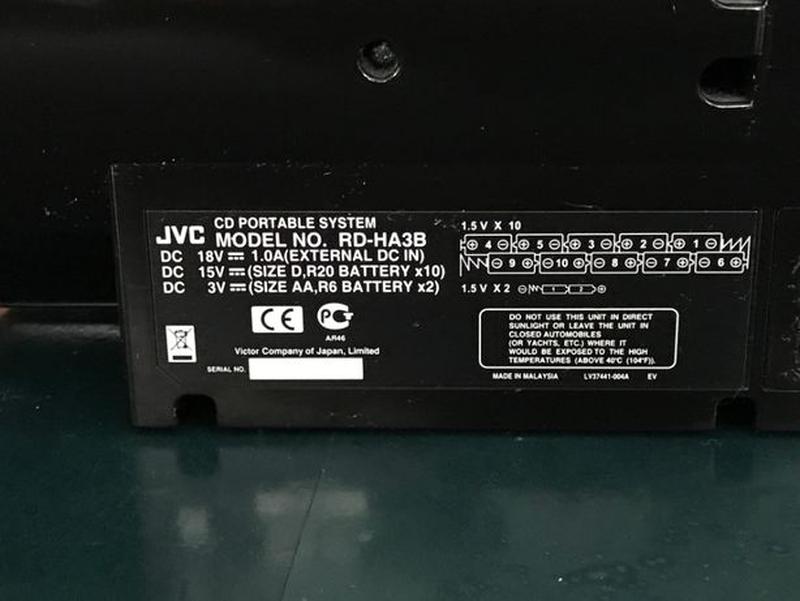 JVC CD PORTABLE SYSTEM
MODEL NO. RD-HA3B
DC 18V 1.0A(EXTERNAL DC IN)
DC 15V (SIZE D,R20 BATTERY x10)
DC 3V (SIZE AA,R6 BATTERY x2)
1.5 V X 10
⊕ 4 ⊖ ⊕ 5 ⊖ ⊕ 3 ⊖ ⊕ 2 ⊖ ⊕ 1 ⊖
⊖ 9 ⊕ ⊖ 10 ⊕ ⊖ 8 ⊕ ⊖ 7 ⊕ ⊖ 6 ⊕
1.5 V X 2 ⊖ 1 2 ⊕
CE PG
AR46
Victor Company of Japan, Limited
SERIAL NO.
DO NOT USE THIS UNIT IN DIRECT
SUNLIGHT OR LEAVE THE UNIT IN
CLOSED AUTOMOBILES
(OR YACHTS, ETC.) WHERE IT
WOULD BE EXPOSED TO THE HIGH
TEMPERATURES (ABOVE 40°C (104°F)).
MADE IN MALAYSIA LV37441-004A EV